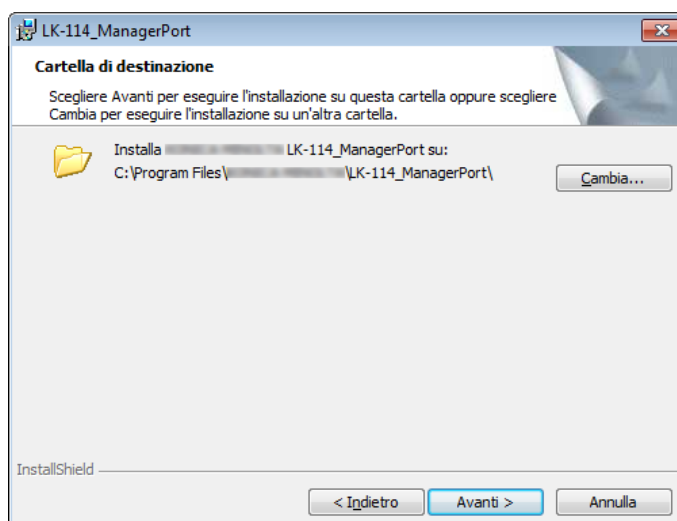 LK-114_ManagerPort
Cartella di destinazione
Scegliere Avanti per eseguire l'installazione su questa cartella oppure scegliere
Cambia per eseguire l'installazione su un'altra cartella.
Installa LK-114_ManagerPort su:
C:\Program Files\ \LK-114_ManagerPort\
Cambia...
InstallShield
< Indietro
Avanti >
Annulla